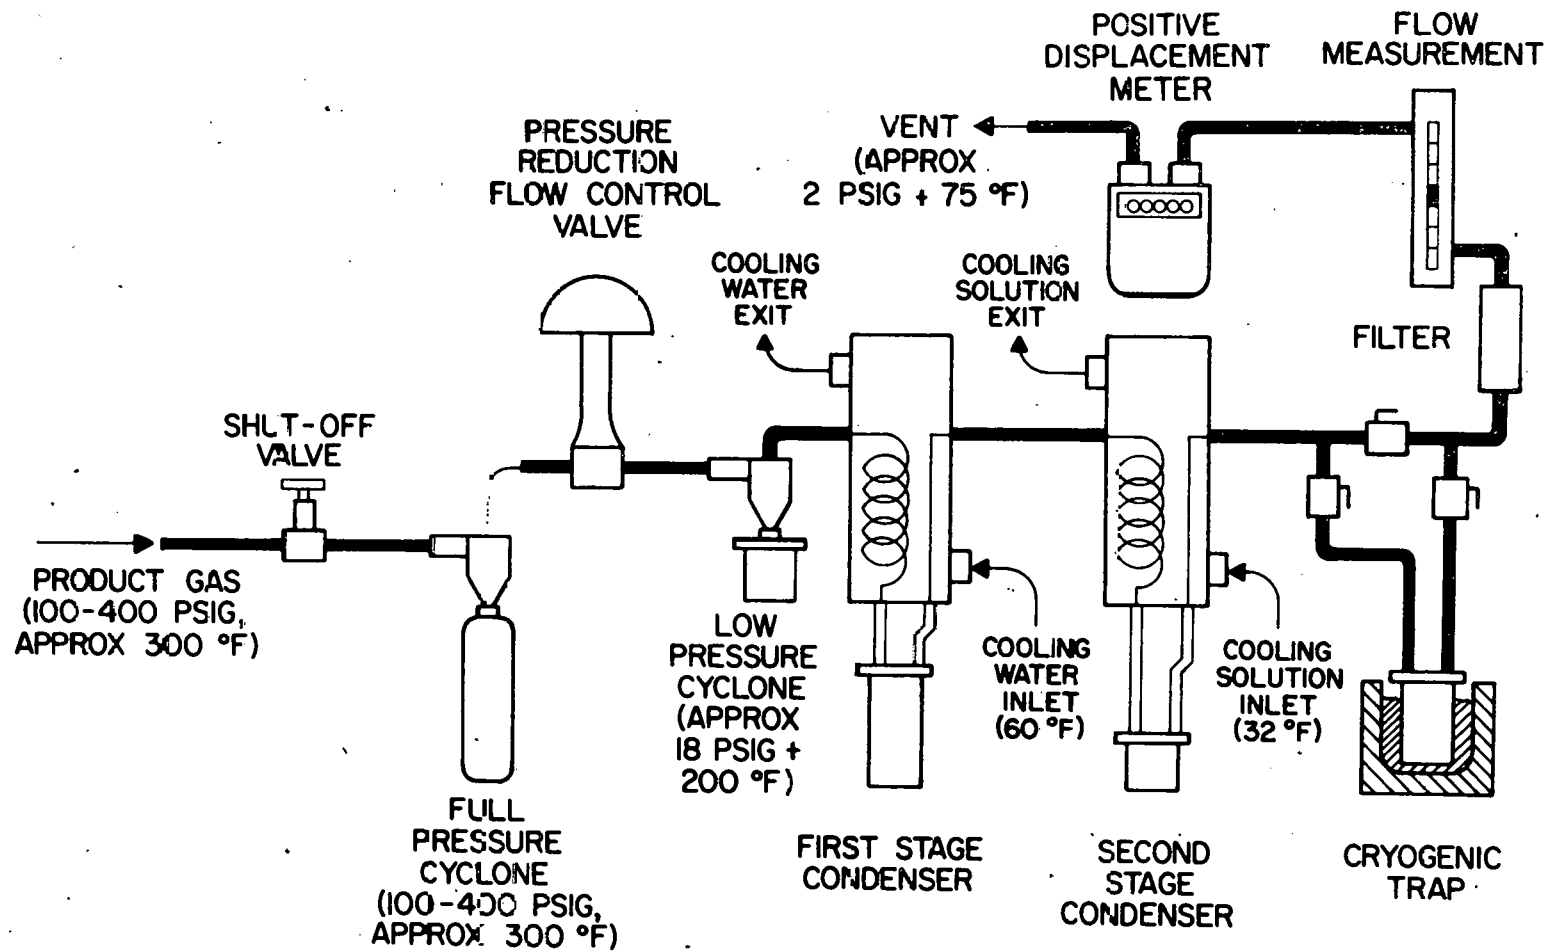 POSITIVE
DISPLACEMENT
METER
FLOW
MEASUREMENT
VENT
(APPROX
2 PSIG + 75 °F)
PRESSURE
REDUCTION
FLOW CONTROL
VALVE
COOLING
WATER
EXIT
COOLING
SOLUTION
EXIT
FILTER
SHUT-OFF
VALVE
PRODUCT GAS
(100-400 PSIG,
APPROX 300 °F)
LOW
PRESSURE
CYCLONE
(APPROX
18 PSIG +
200 °F)
COOLING
WATER
INLET
(60 °F)
COOLING
SOLUTION
INLET
(32 °F)
FULL
PRESSURE
CYCLONE
(100-400 PSIG,
APPROX 300 °F)
FIRST STAGE
CONDENSER
SECOND
STAGE
CONDENSER
CRYOGENIC
TRAP